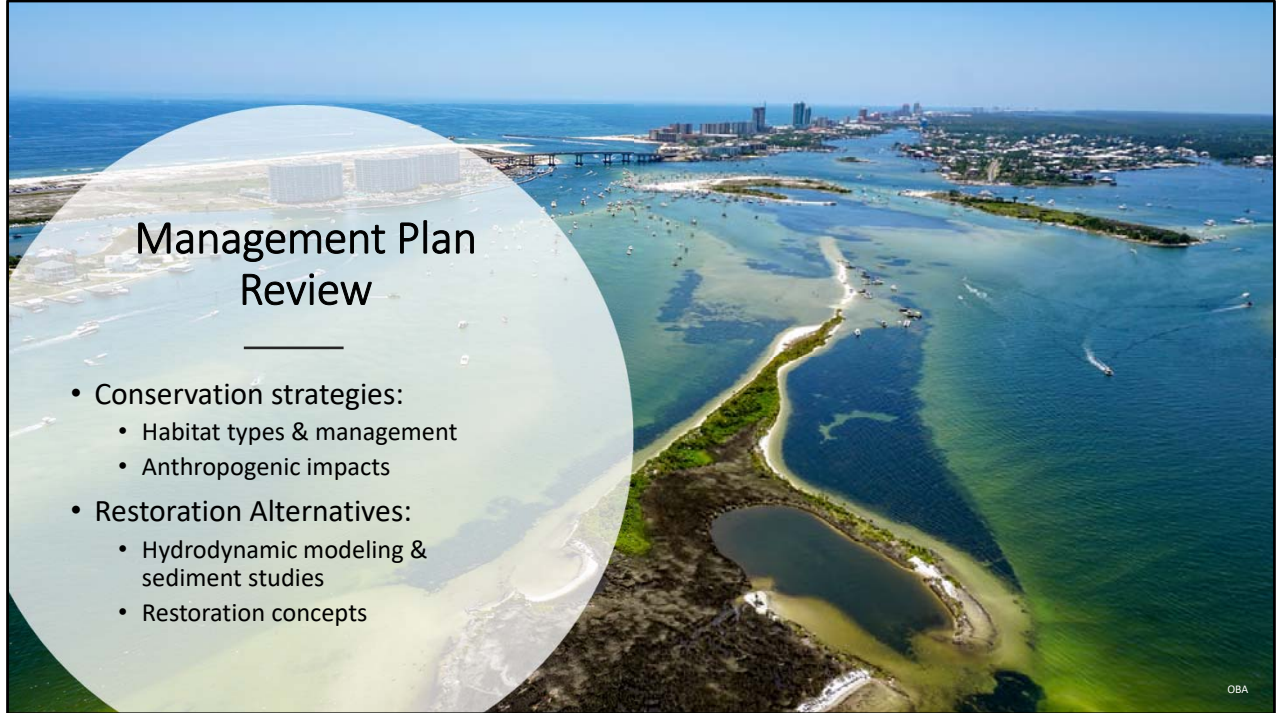 Management Plan
Review
• Conservation strategies:
• Habitat types & management
• Anthropogenic impacts
• Restoration Alternatives:
• Hydrodynamic modeling &
sediment studies
• Restoration concepts
OBA